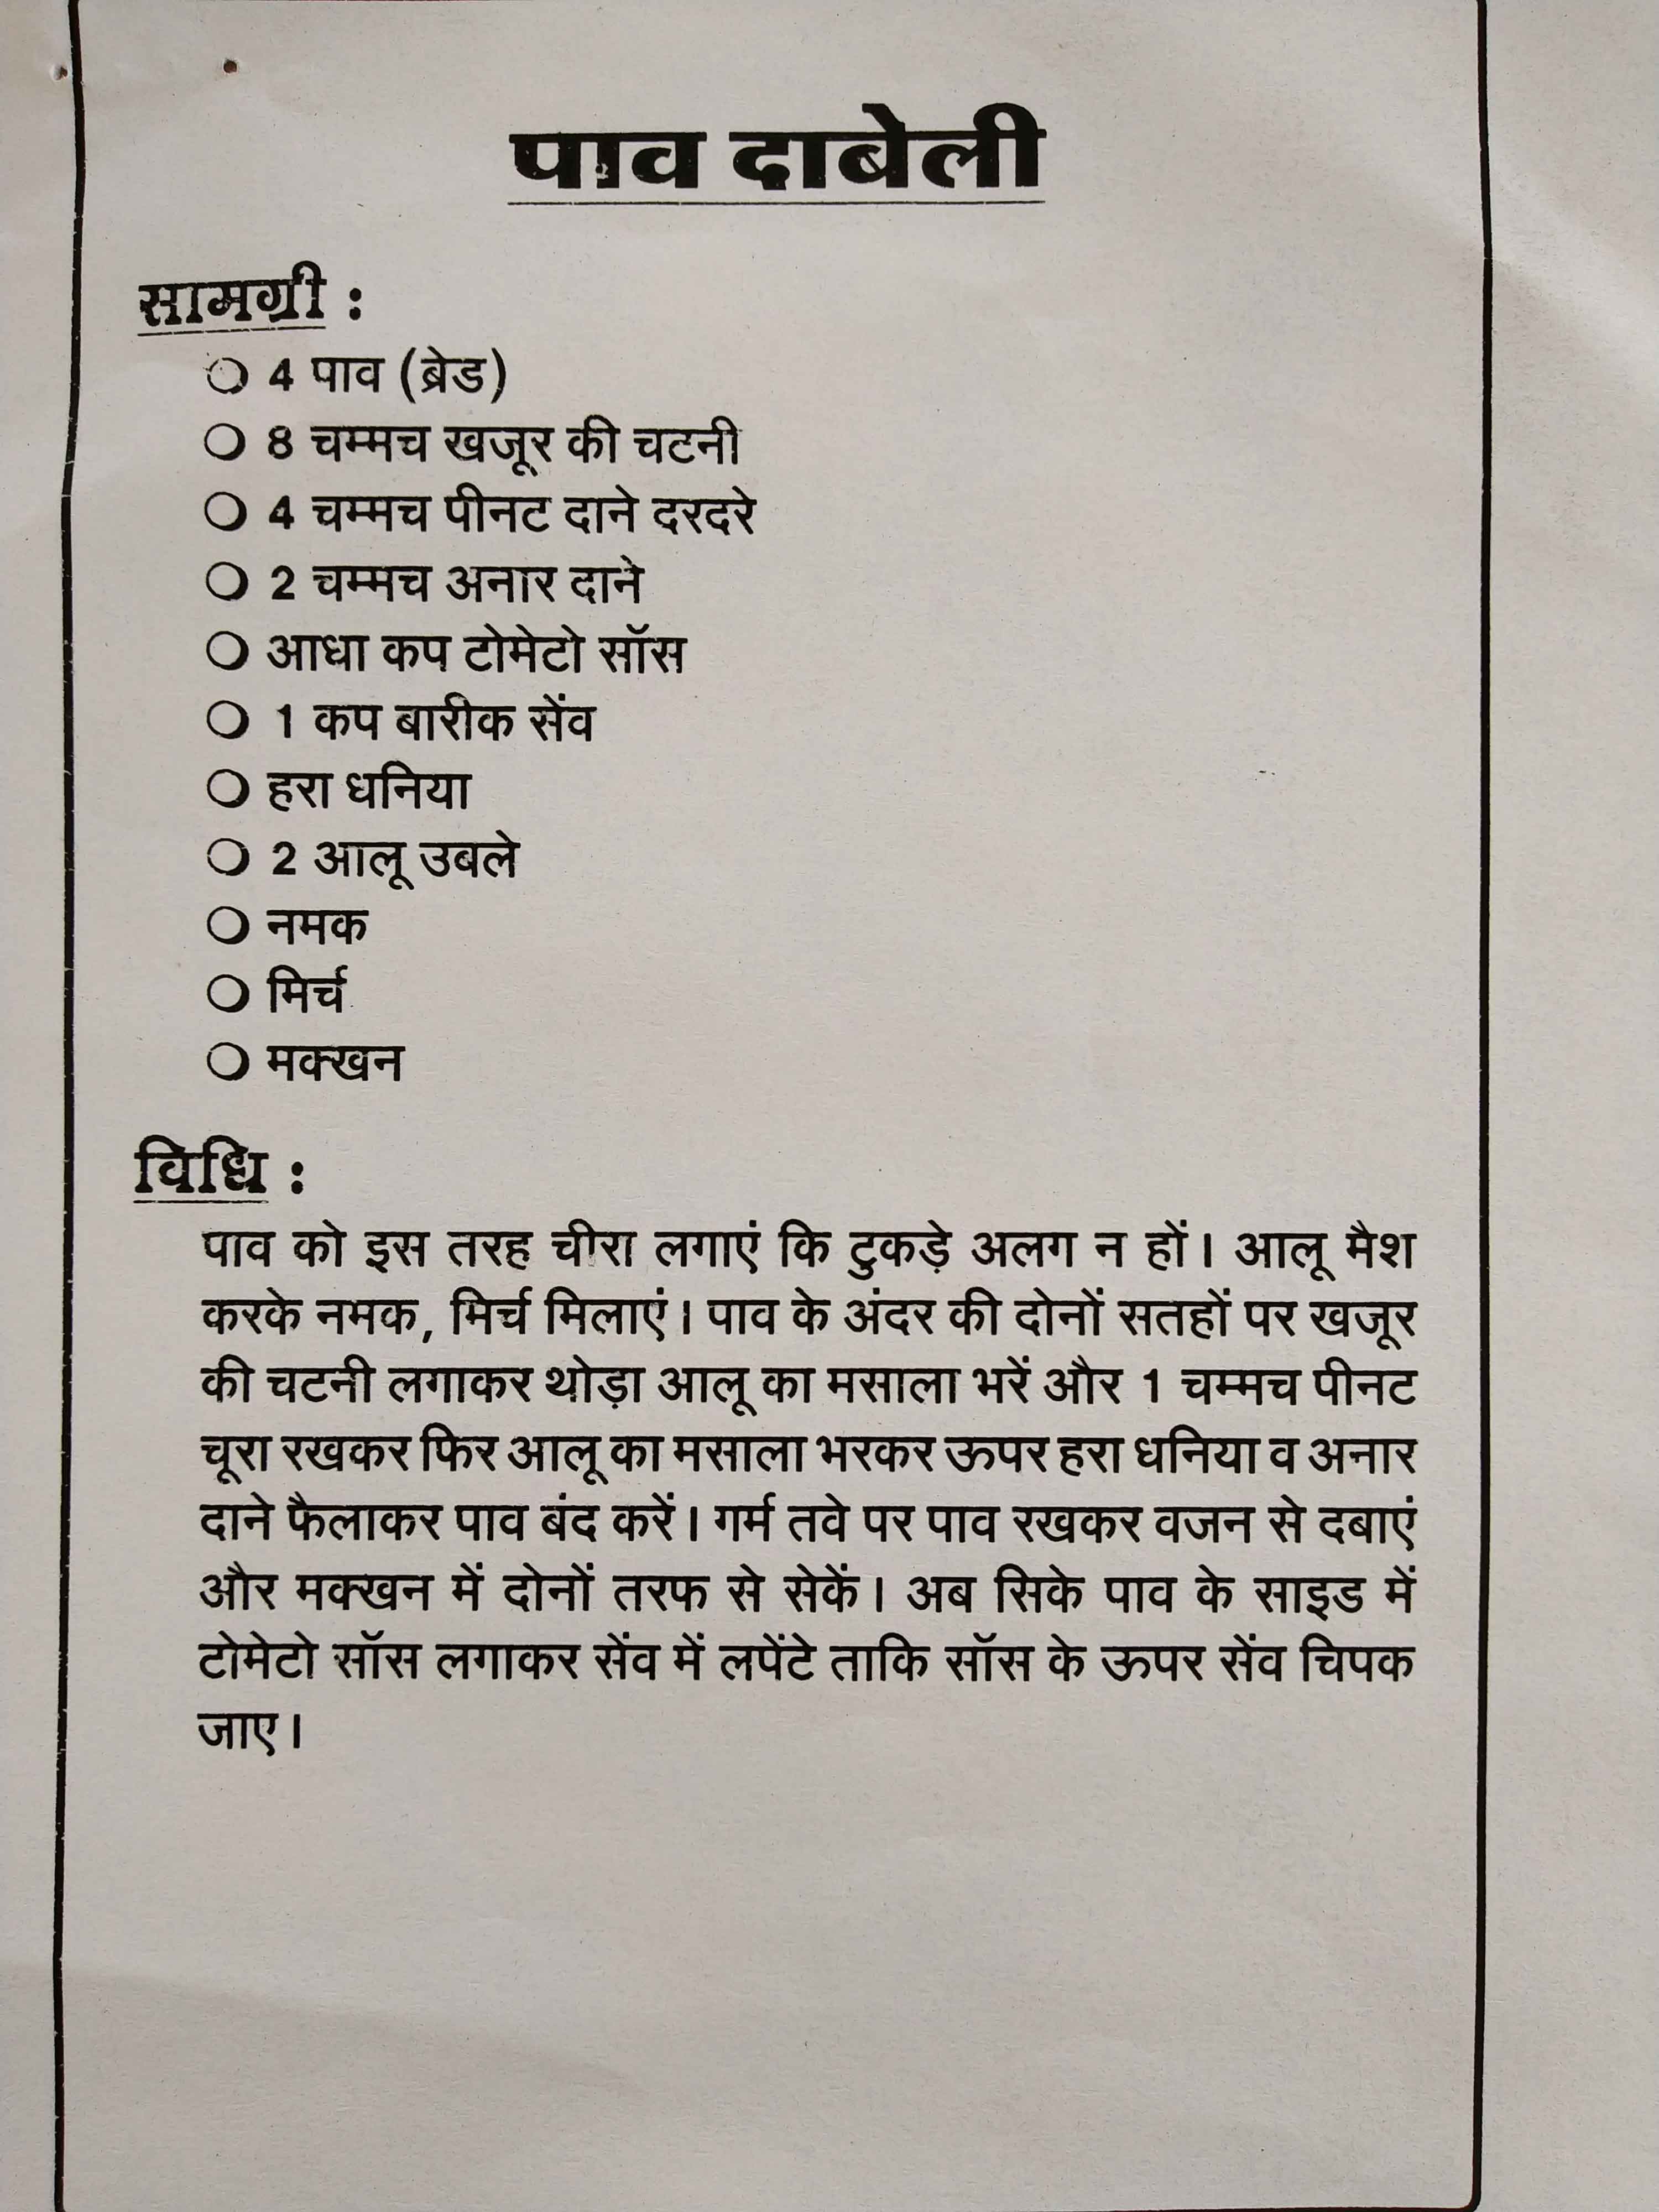 पाव दाबेली
सामग्री :
○ 4 पाव (ब्रेड)
○ 8 चम्मच खजूर की चटनी
○ 4 चम्मच पीनट दाने दरदरे
○ 2 चम्मच अनार दाने
○ आधा कप टोमेटो सॉस
○ 1 कप बारीक सेंव
○ हरा धनिया
○ 2 आलू उबले
○ नमक
○ मिर्च
○ मक्खन
विधि :
पाव को इस तरह चीरा लगाएं कि टुकड़े अलग न हों। आलू मैश
करके नमक, मिर्च मिलाएं। पाव के अंदर की दोनों सतहों पर खजूर
की चटनी लगाकर थोड़ा आलू का मसाला भरें और 1 चम्मच पीनट
चूरा रखकर फिर आलू का मसाला भरकर ऊपर हरा धनिया व अनार
दाने फैलाकर पाव बंद करें। गर्म तवे पर पाव रखकर वजन से दबाएं
और मक्खन में दोनों तरफ से सेकें। अब सिके पाव के साइड में
टोमेटो सॉस लगाकर सेंव में लपेंटे ताकि सॉस के ऊपर सेंव चिपक
जाए।